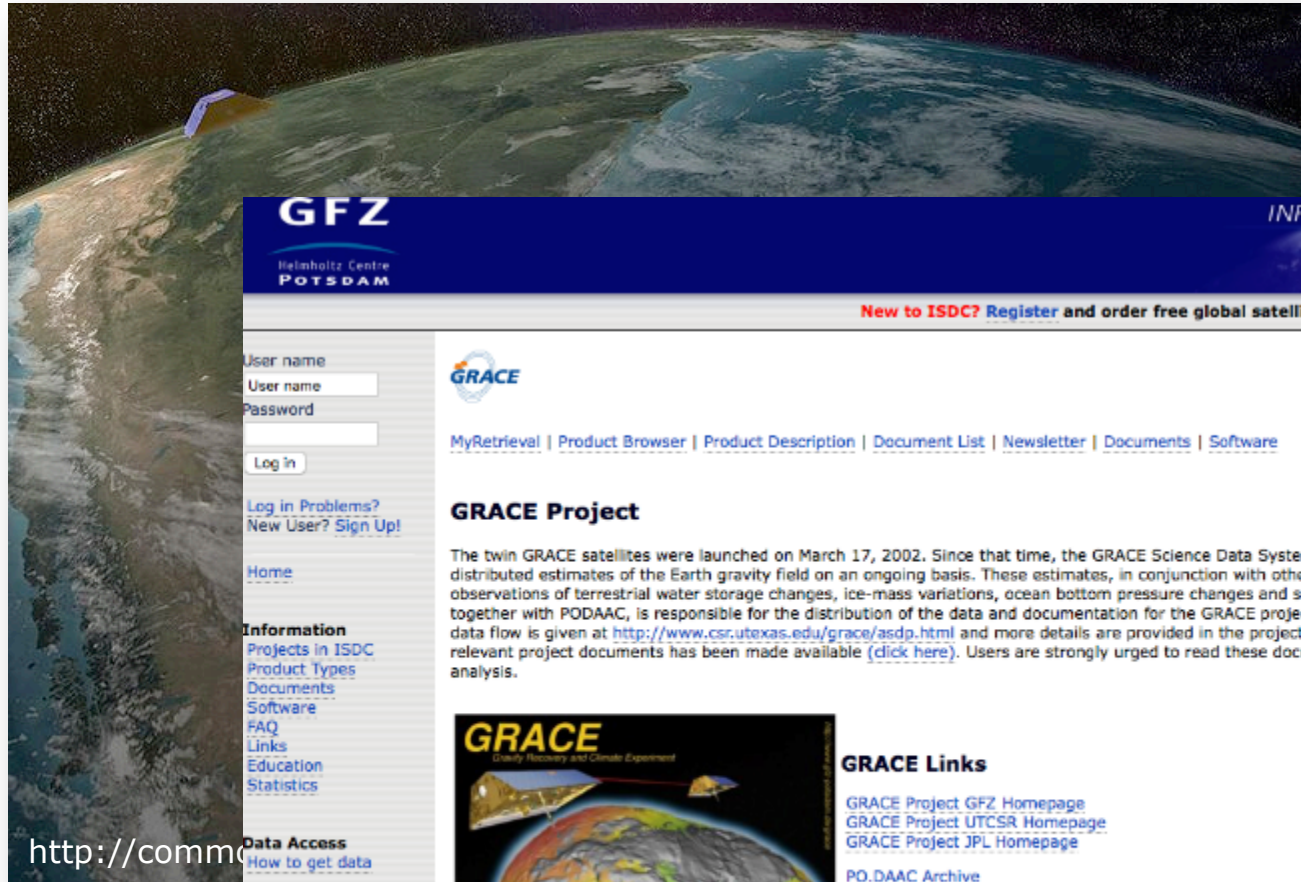 GFZ
Helmholtz Centre
POTSDAM
New to ISDC? Register and order free global satelli
User name
User name
Password
Log in
Log in Problems?
New User? Sign Up!
Home
Information
Projects in ISDC
Product Types
Documents
Software
FAQ
Links
Education
Statistics
Data Access
How to get data
GRACE
MyRetrieval | Product Browser | Product Description | Document List | Newsletter | Documents | Software
GRACE Project
The twin GRACE satellites were launched on March 17, 2002. Since that time, the GRACE Science Data Syste
distributed estimates of the Earth gravity field on an ongoing basis. These estimates, in conjunction with othe
observations of terrestrial water storage changes, ice-mass variations, ocean bottom pressure changes and s
together with PODAAC, is responsible for the distribution of the data and documentation for the GRACE proje
data flow is given at http://www.csr.utexas.edu/grace/asdp.html and more details are provided in the project
relevant project documents has been made available (click here). Users are strongly urged to read these doc
analysis.
GRACE
Gravity Recovery and Climate Experiment
GRACE Links
GRACE Project GFZ Homepage
GRACE Project UTCSR Homepage
GRACE Project JPL Homepage
PO.DAAC Archive
http://comm